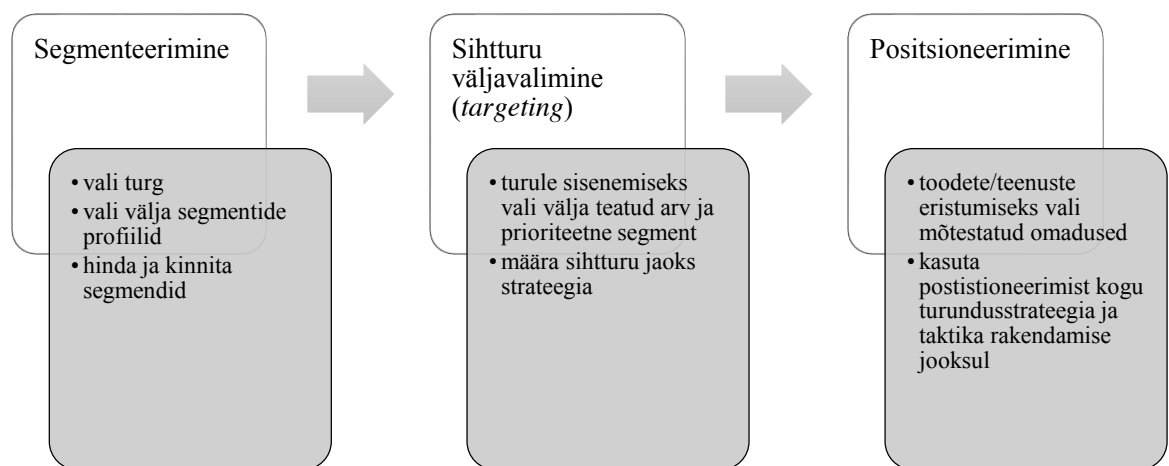 Segmenteerimine
• vali turg
• vali välja segmentide
profiilid
• hinda ja kinnita
segmendid
Sihtturu
väljavalimine
(targeting)
• turule sisenemiseks
vali välja teatud arv ja
prioriteetne segment
• määra sihtturu jaoks
strateegia
Positsioneerimine
• toodete/teenuste
eristumiseks vali
mõtestatud omadused
• kasuta
postistioneerimist kogu
turundusstrateegia ja
taktika rakendamise
jooksul